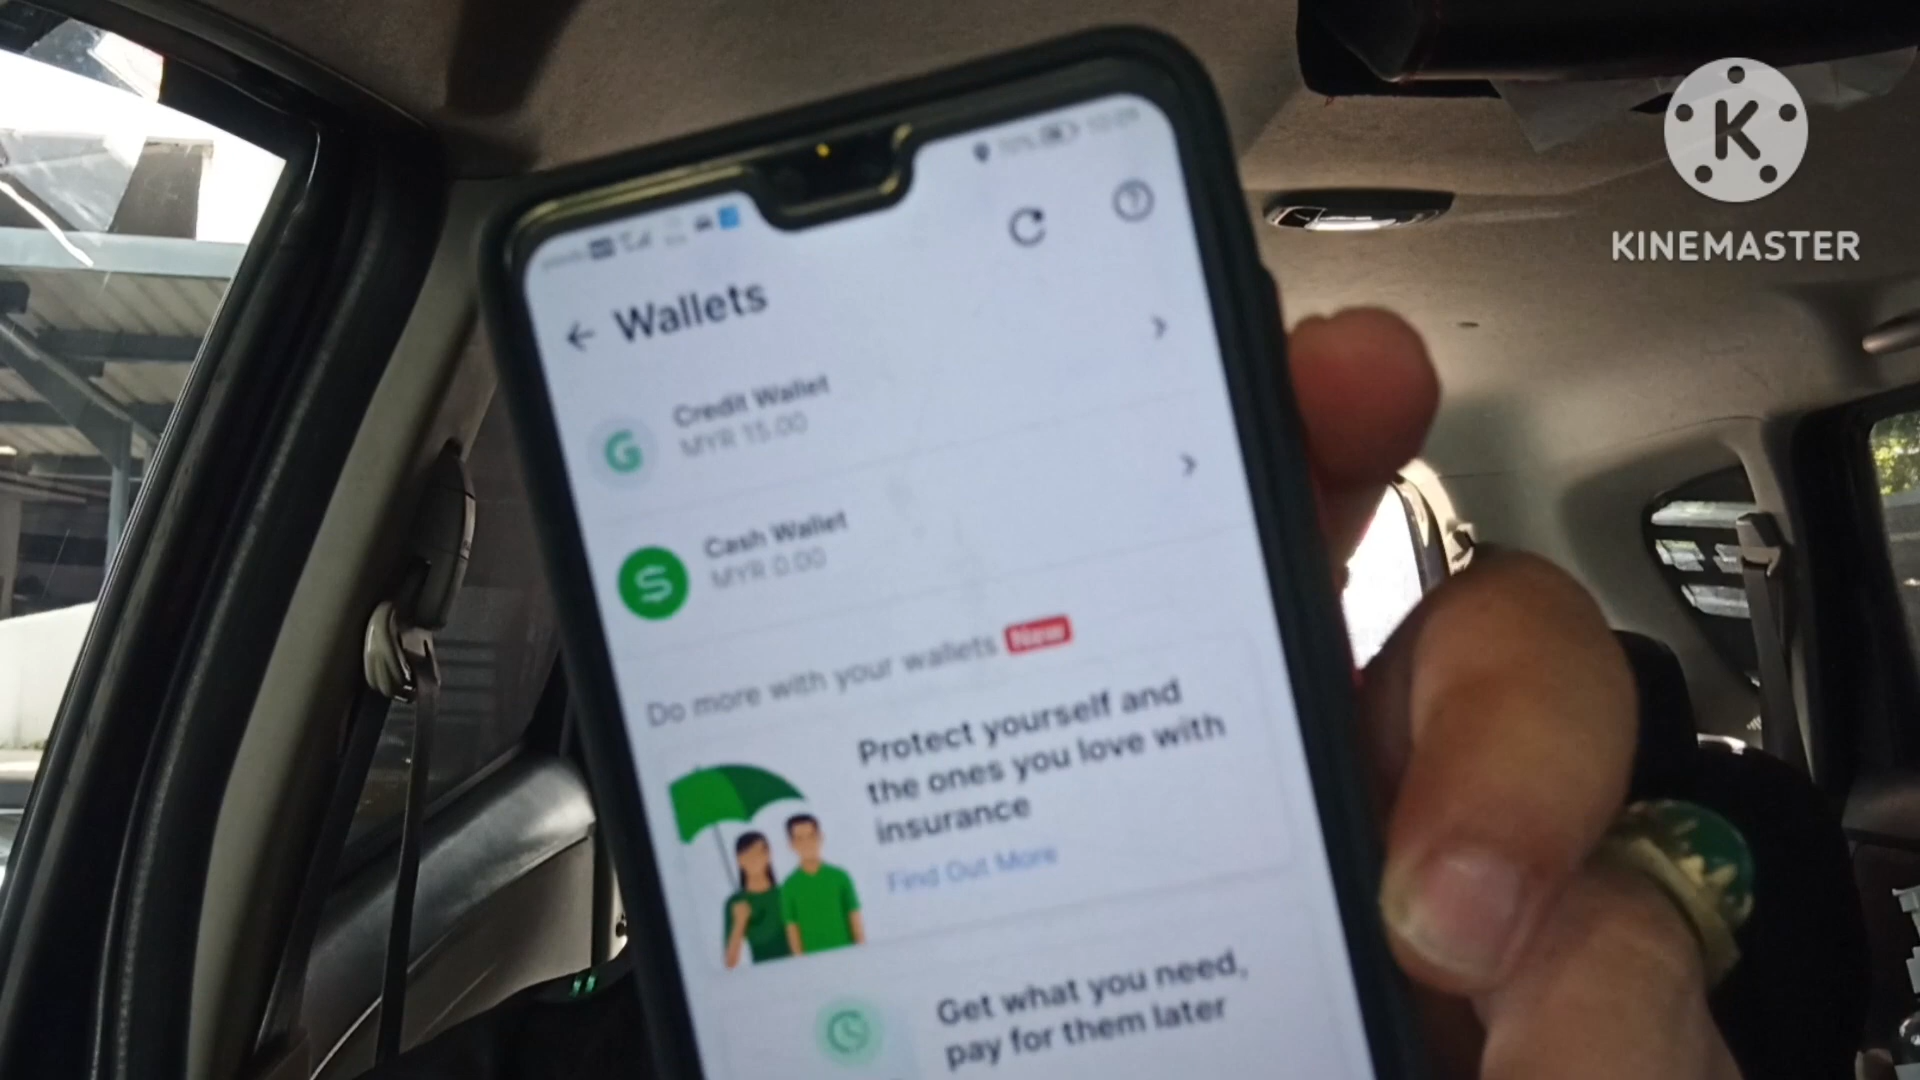 Wallets
Credit Wallet
MYR 15.00
Cash Wallet
MYR 0.00
Do more with your wallets New
Protect yourself and
the ones you love with
insurance
Find Out More
Get what you need,
pay for them later
K
KINEMASTER